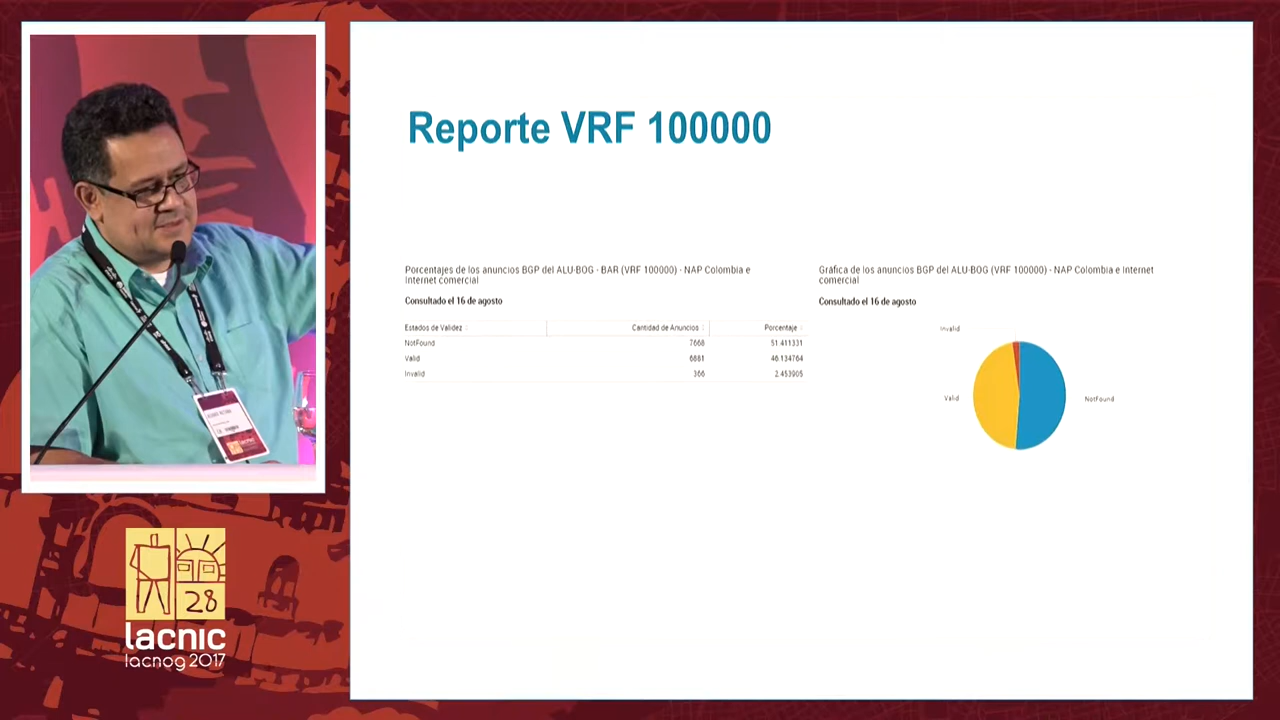 Reporte VRF 100000
Porcentajes de los anuncios BGP del ALU-BOG - BAR (VRF 100000) - NAP Colombia e
Internet comercial
Consultado el 16 de agosto
Estados de Validez Cantidad de Anuncios Porcentaje
NotFound 7668 51.411331
Valid 6881 46.134764
Invalid 366 2.453905
Gráfica de los anuncios BGP del ALU-BOG (VRF 100000) - NAP Colombia e Internet
comercial
Consultado el 16 de agosto
Invalid
Valid
NotFound
28
lacnic
lacnog 2017